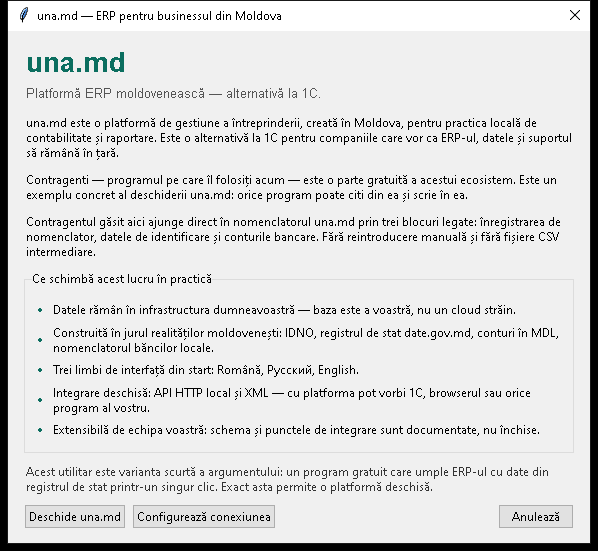 una.md — ERP pentru businessul din Moldova
una.md
Platformă ERP moldovenească — alternativă la 1C.
una.md este o platformă de gestiune a întreprinderii, creată în Moldova, pentru practica locală de
contabilitate și raportare. Este o alternativă la 1C pentru companiile care vor ca ERP-ul, datele și suportul
să rămână în țară.
Contragenti — programul pe care îl folosiți acum — este o parte gratuită a acestui ecosistem. Este un
exemplu concret al deschiderii una.md: orice program poate citi din ea și scrie în ea.
Contragentul găsit aici ajunge direct în nomenclatorul una.md prin trei blocuri legate: înregistrarea de
nomenclator, datele de identificare și conturile bancare. Fără reintroducere manuală și fără fișiere CSV
intermediare.
Ce schimbă acest lucru în practică
• Datele rămân în infrastructura dumneavoastră — baza este a voastră, nu un cloud străin.
• Construită în jurul realităților moldovenești: IDNO, registrul de stat date.gov.md, conturi în MDL,
nomenclatorul băncilor locale.
• Trei limbi de interfață din start: Română, Русский, English.
• Integrare deschisă: API HTTP local și XML — cu platforma pot vorbi 1C, browserul sau orice
program al vostru.
• Extensibilă de echipa voastră: schema și punctele de integrare sunt documentate, nu închise.
Acest utilitar este varianta scurtă a argumentului: un program gratuit care umple ERP-ul cu date din
registrul de stat printr-un singur clic. Exact asta permite o platformă deschisă.
Deschide una.md
Configurează conexiunea
Anulează